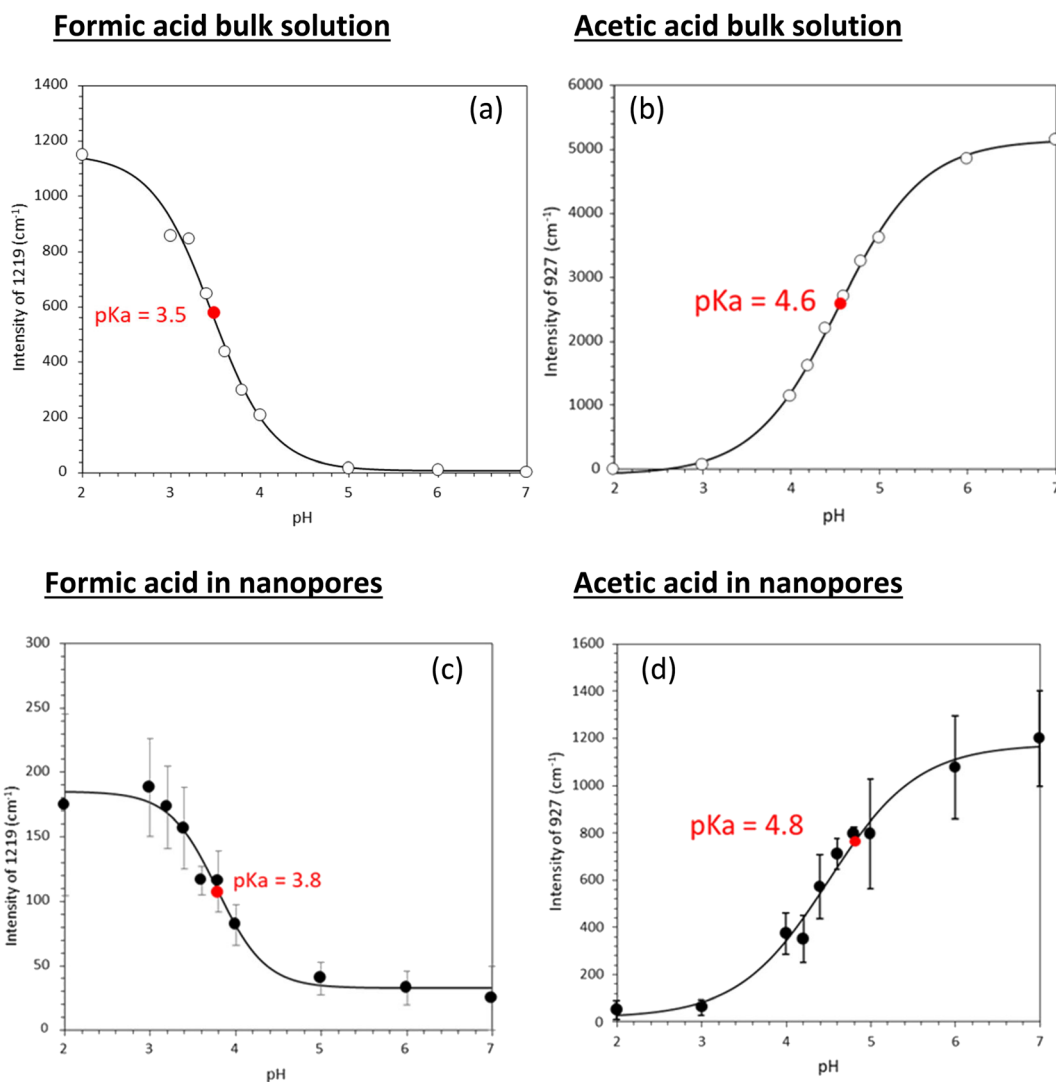 Formic acid bulk solution
Acetic acid bulk solution
(a)
1400
1200
1000
800
600
400
200
0
Intensity of 1219 (cm⁻¹)
pKa = 3.5
2 3 4 5 6 7
pH
(b)
6000
5000
4000
3000
2000
1000
0
Intensity of 927 (cm⁻¹)
pKa = 4.6
2 3 4 5 6 7
pH
Formic acid in nanopores
Acetic acid in nanopores
(c)
300
250
200
150
100
50
0
Intensity of 1219 (cm⁻¹)
pKa = 3.8
2 3 4 5 6 7
pH
(d)
1600
1400
1200
1000
800
600
400
200
0
Intensity of 927 (cm⁻¹)
pKa = 4.8
2 3 4 5 6 7
pH